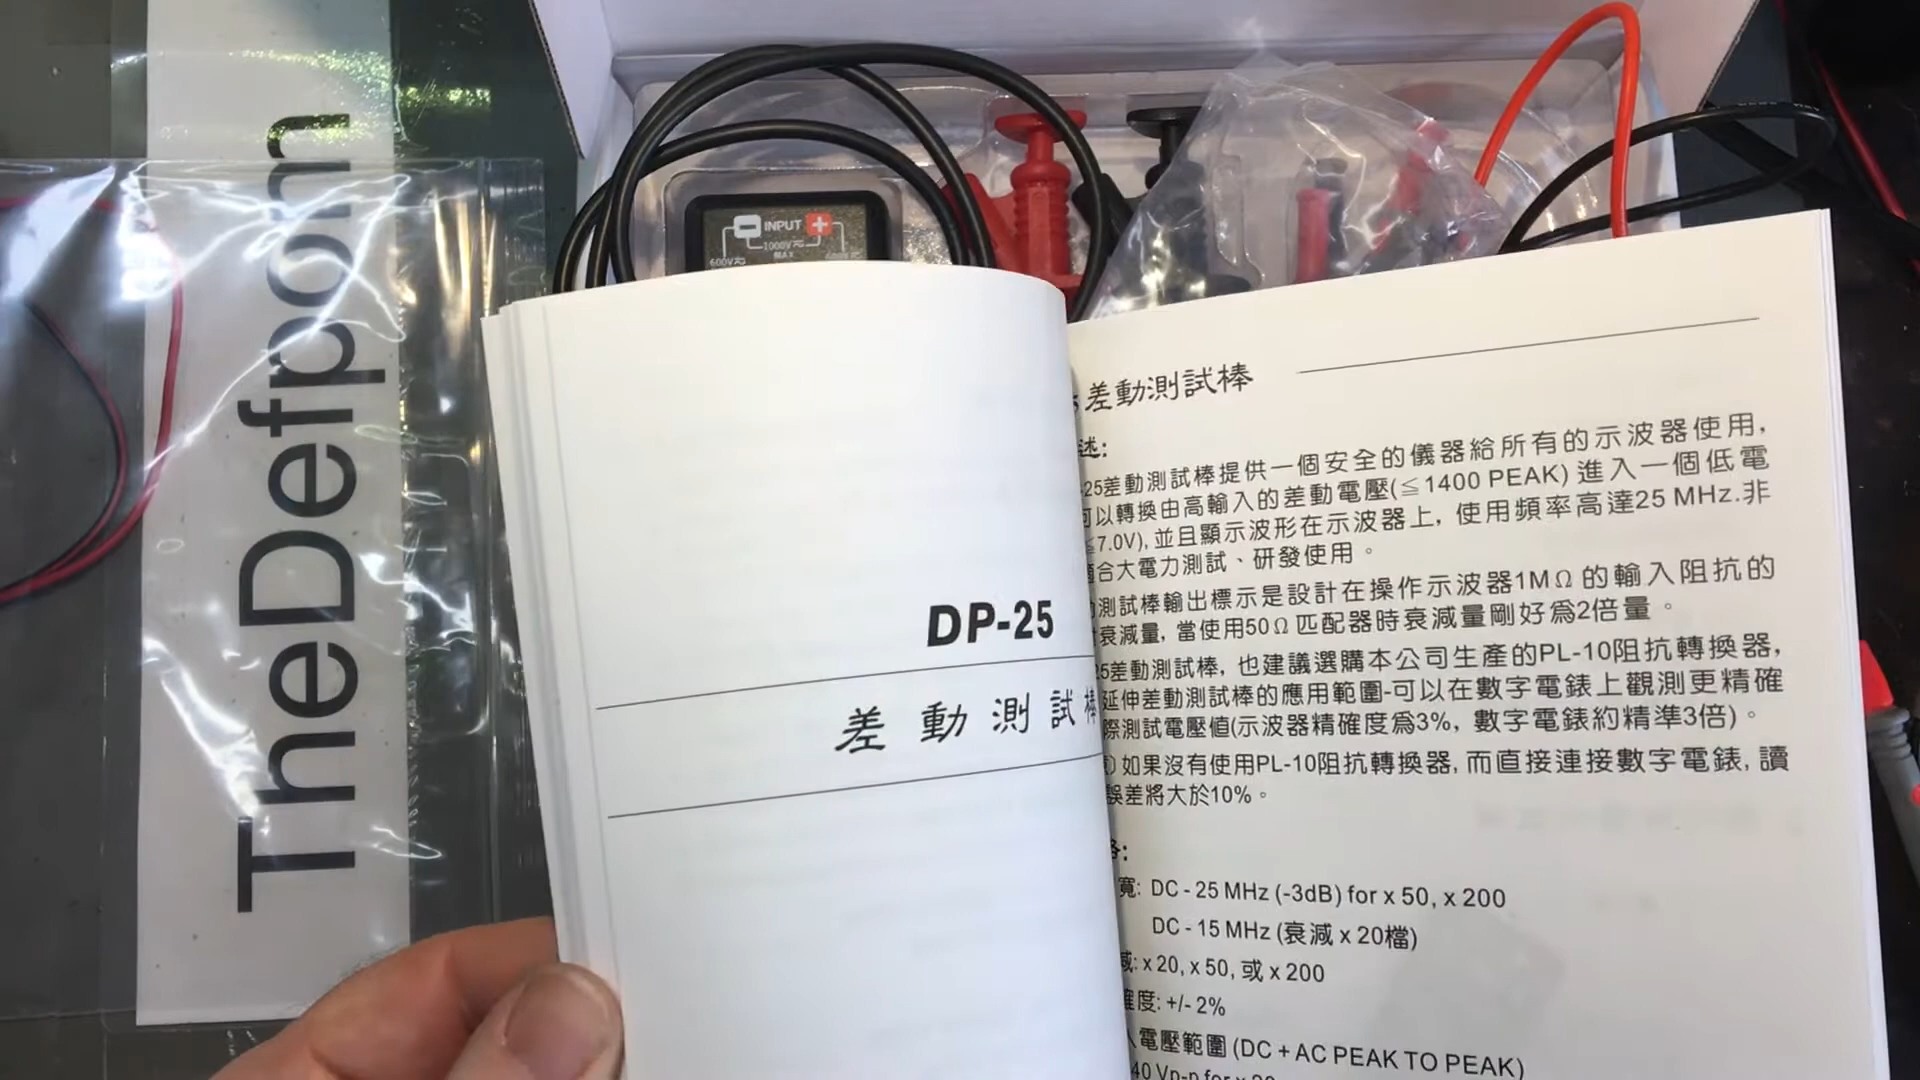 TheDefpom
INPUT
1000V
MAX
600V
DP-25
差動測試棒
差動測試棒
述:
25差動測試棒提供一個安全的儀器給所有的示波器使用,
可以轉換由高輸入的差動電壓(≦1400 PEAK) 進入一個低電
≦7.0V), 並且顯示波形在示波器上, 使用頻率高達25 MHz.非
適合大電力測試、研發使用。
測試棒輸出標示是設計在操作示波器1MΩ的輸入阻抗的
衰減量, 當使用50Ω匹配器時衰減量剛好為2倍量。
差動測試棒, 也建議選購本公司生產的PL-10阻抗轉換器,
延伸差動測試棒的應用範圍-可以在數字電錶上觀測更精確
際測試電壓值(示波器精確度為3%, 數字電錶約精準3倍)。
如果沒有使用PL-10阻抗轉換器, 而直接連接數字電錶, 讀
誤差將大於10%。
寬: DC - 25 MHz (-3dB) for x 50, x 200
DC - 15 MHz (衰減 x 20檔)
減: x 20, x 50, 或 x 200
確度: +/- 2%
電壓範圍 (DC + AC PEAK TO PEAK)
40 Vp-p for x 20